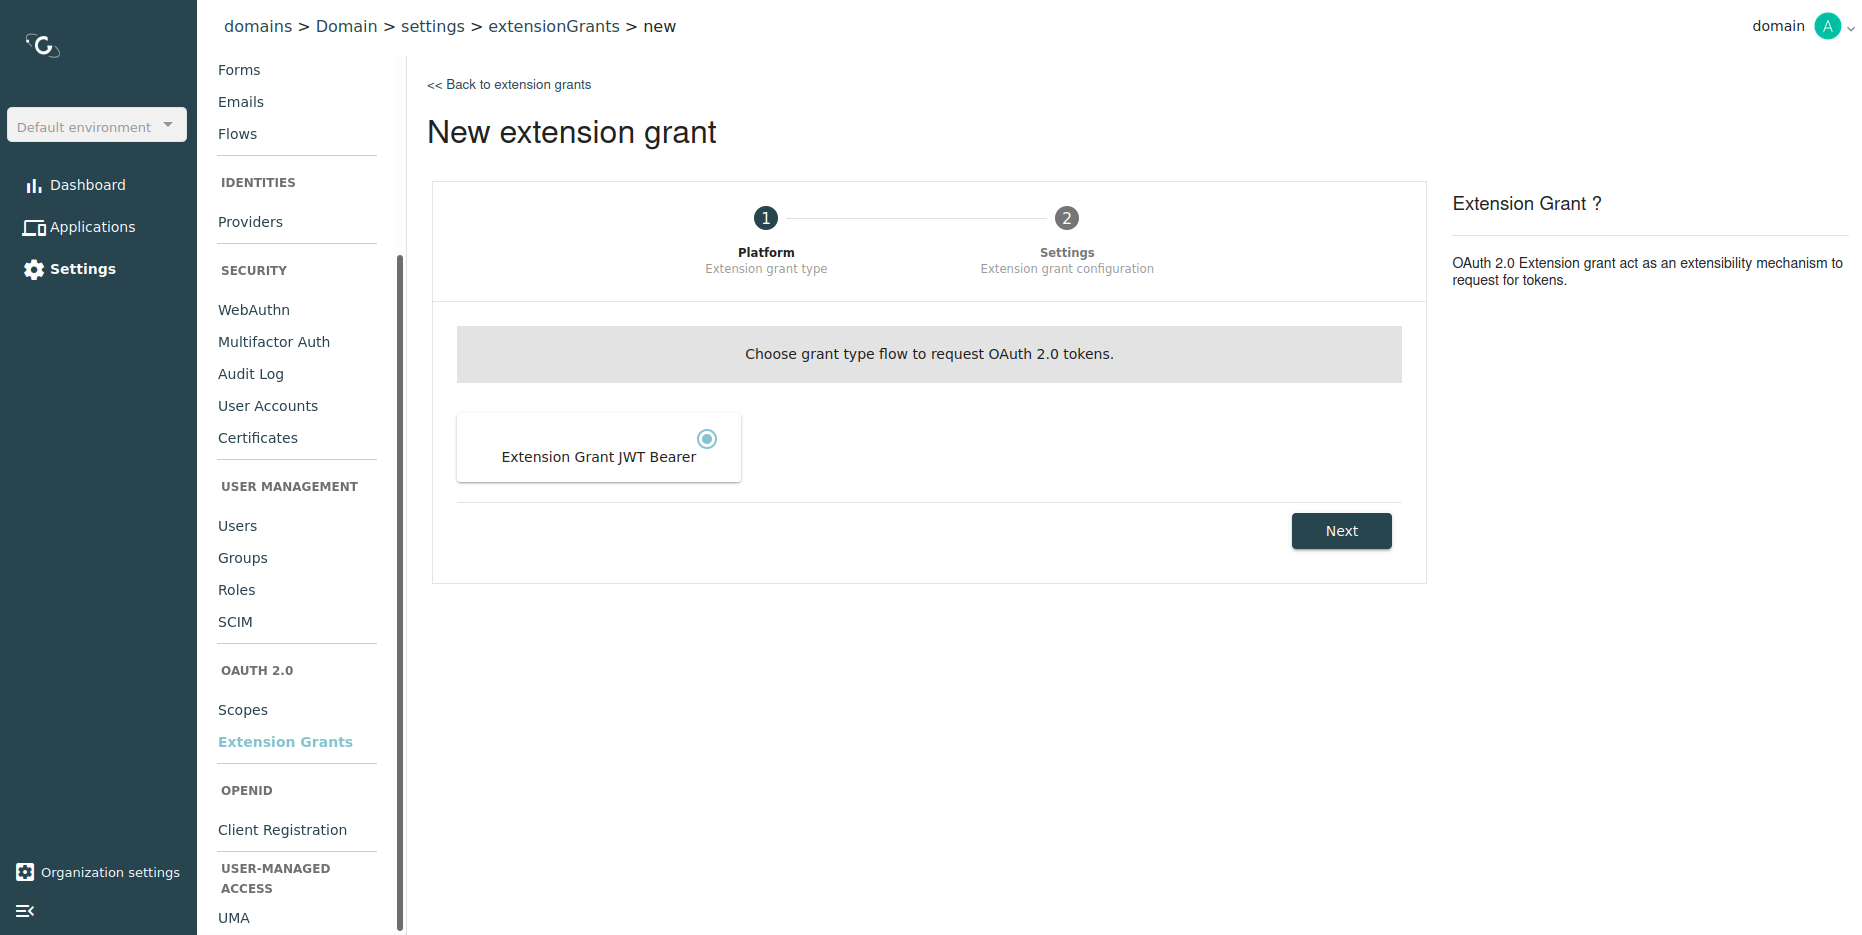 domains > Domain > settings > extensionGrants > new
domain A
Default environment
Dashboard
Applications
Settings
Organization settings
Forms
Emails
Flows
IDENTITIES
Providers
SECURITY
WebAuthn
Multifactor Auth
Audit Log
User Accounts
Certificates
USER MANAGEMENT
Users
Groups
Roles
SCIM
OAUTH 2.0
Scopes
Extension Grants
OPENID
Client Registration
USER-MANAGED
ACCESS
UMA
<< Back to extension grants
New extension grant
1
Platform
Extension grant type
2
Settings
Extension grant configuration
Choose grant type flow to request OAuth 2.0 tokens.
Extension Grant JWT Bearer
Next
Extension Grant ?
OAuth 2.0 Extension grant act as an extensibility mechanism to
request for tokens.